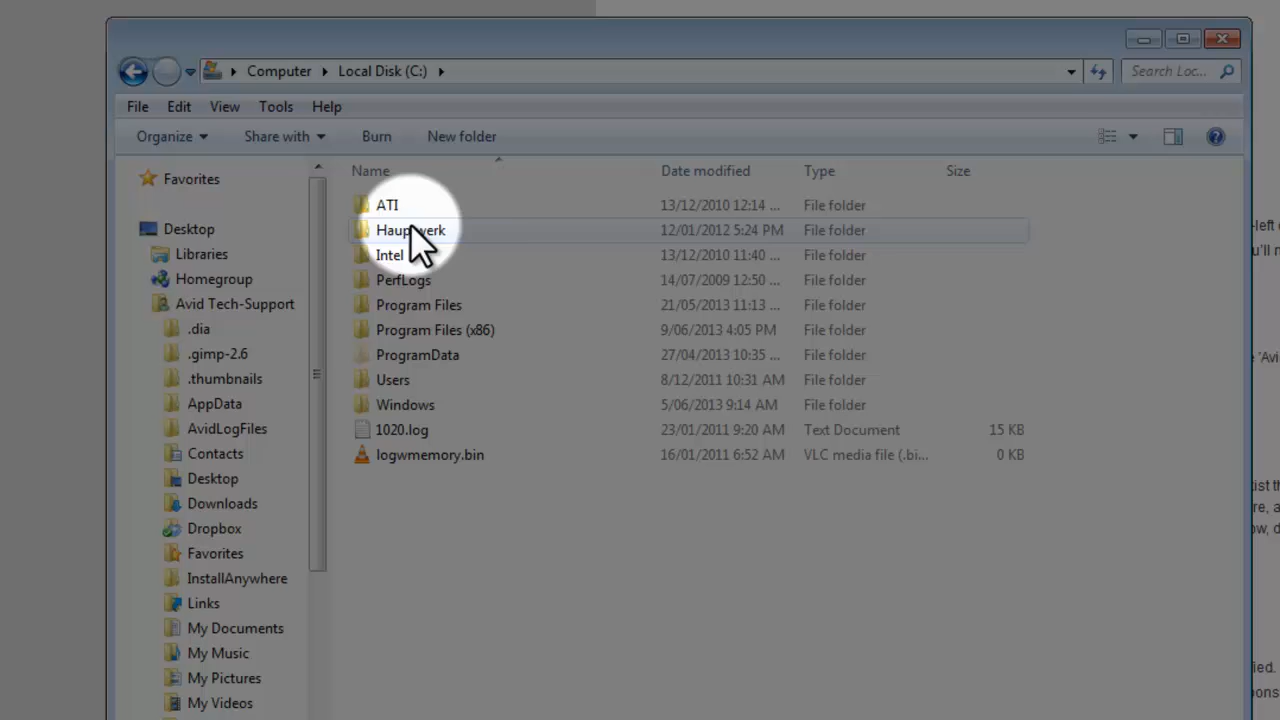 Computer
Local Disk (C:)
Search Loc...
File Edit View Tools Help
Organize Share with Burn New folder
Name Date modified Type Size
Favorites
Desktop
Libraries
Homegroup
Avid Tech-Support
.dia
.gimp-2.6
.thumbnails
AppData
AvidLogFiles
Contacts
Desktop
Downloads
Dropbox
Favorites
InstallAnywhere
Links
My Documents
My Music
My Pictures
My Videos
ATI 13/12/2010 12:14 ... File folder
Hauptwerk 12/01/2012 5:24 PM File folder
Intel 13/12/2010 11:40 ... File folder
PerfLogs 14/07/2009 12:50 ... File folder
Program Files 21/05/2013 11:13 ... File folder
Program Files (x86) 9/06/2013 4:05 PM File folder
ProgramData 27/04/2013 10:35 ... File folder
Users 8/12/2011 10:31 AM File folder
Windows 5/06/2013 9:14 AM File folder
1020.log 23/01/2011 9:20 AM Text Document 15 KB
logwmemory.bin 16/01/2011 6:52 AM VLC media file (.bi... 0 KB
-left